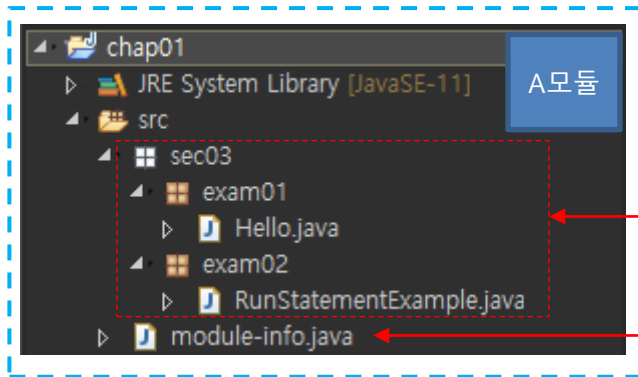 chap01
A모듈
JRE System Library [JavaSE-11]
src
sec03
exam01
Hello.java
exam02
RunStatementExample.java
module-info.java